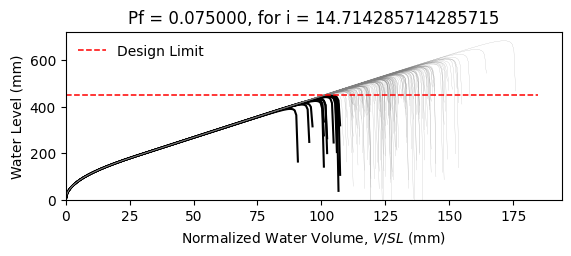 Pf = 0.075000, for i = 14.714285714285715
Design Limit
Water Level (mm)
600
400
200
0
0 25 50 75 100 125 150 175
Normalized Water Volume, V/SL (mm)